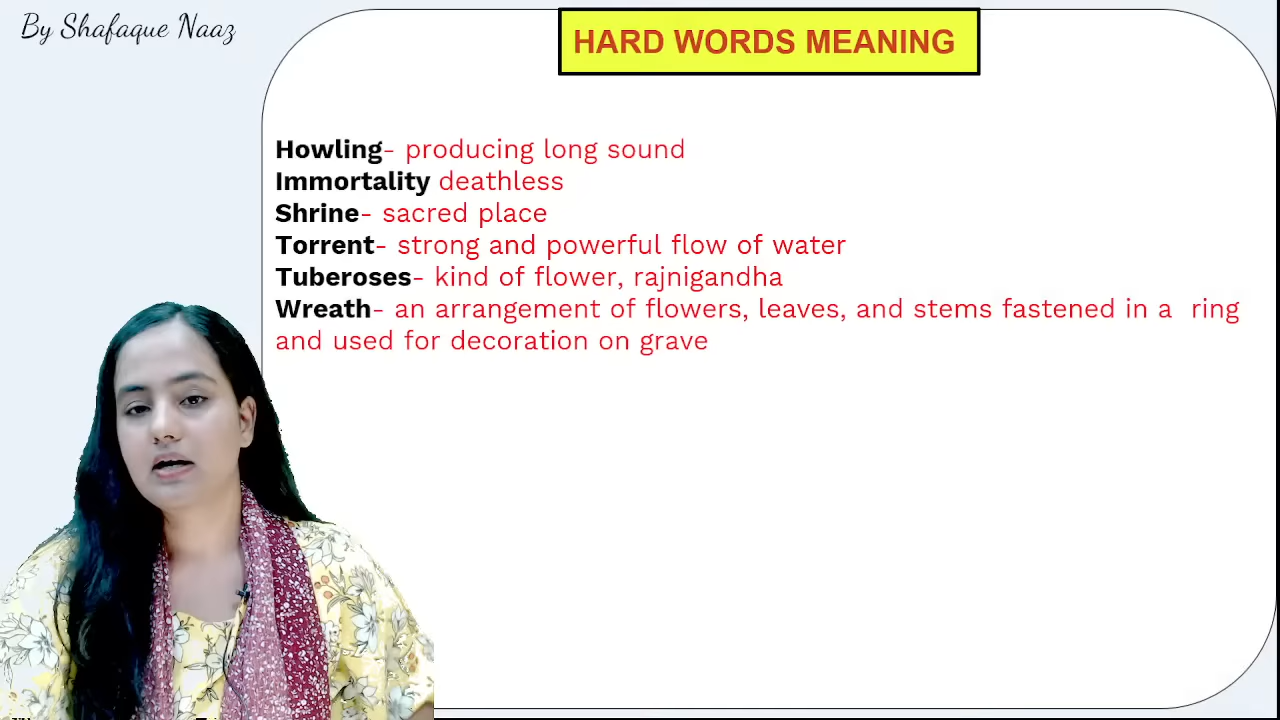 By Shafaque Naaz
HARD WORDS MEANING
Howling- producing long sound
Immortality deathless
Shrine- sacred place
Torrent- strong and powerful flow of water
Tuberoses- kind of flower, rajnigandha
Wreath- an arrangement of flowers, leaves, and stems fastened in a ring
and used for decoration on grave